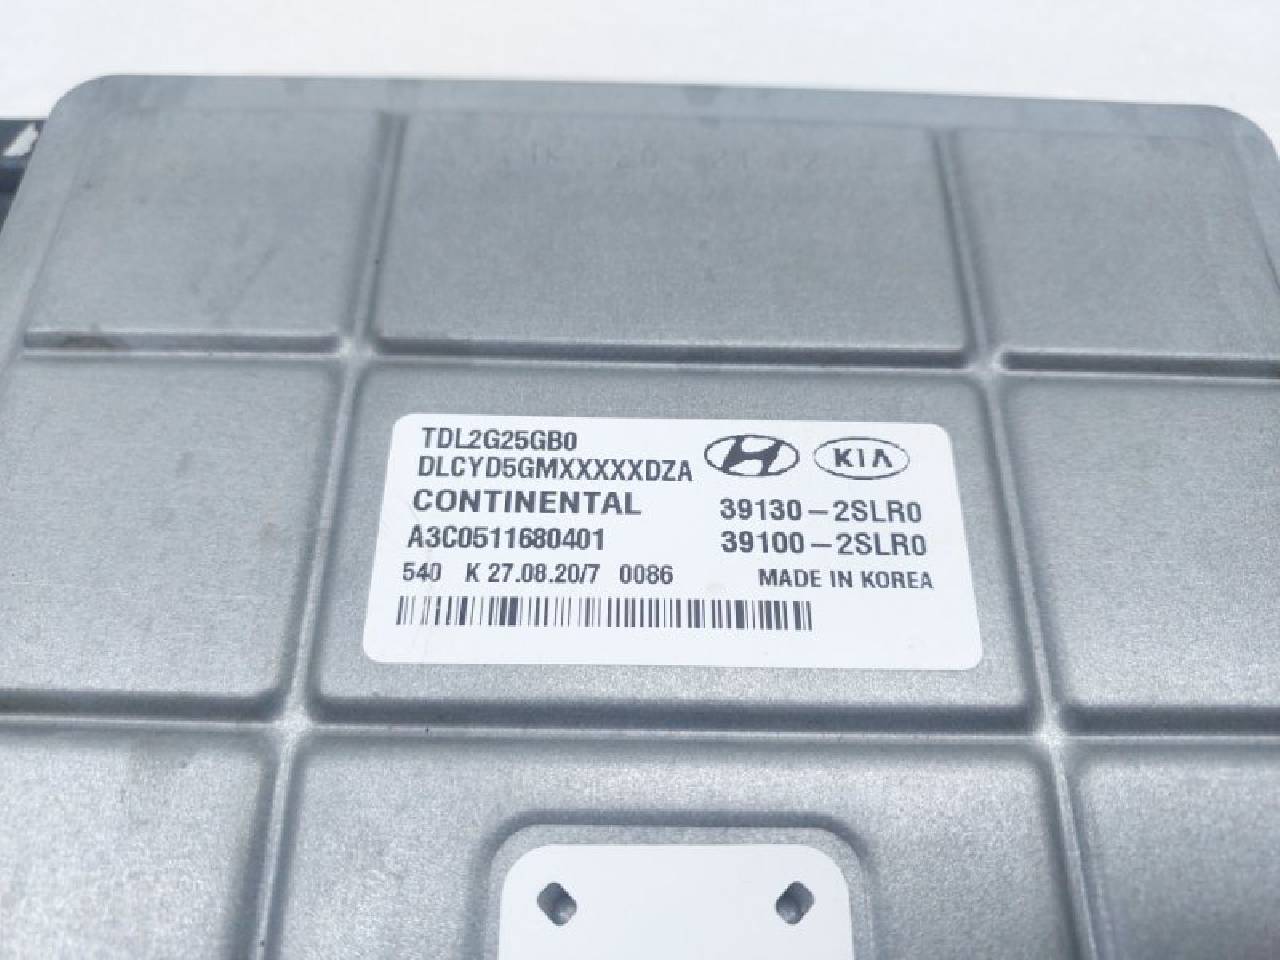 TDL2G25GB0
DLCYD5GMXXXXXDZA
KIA
CONTINENTAL
39130-2SLR0
A3C0511680401
39100-2SLR0
540 K 27.08.20/7 0086
MADE IN KOREA